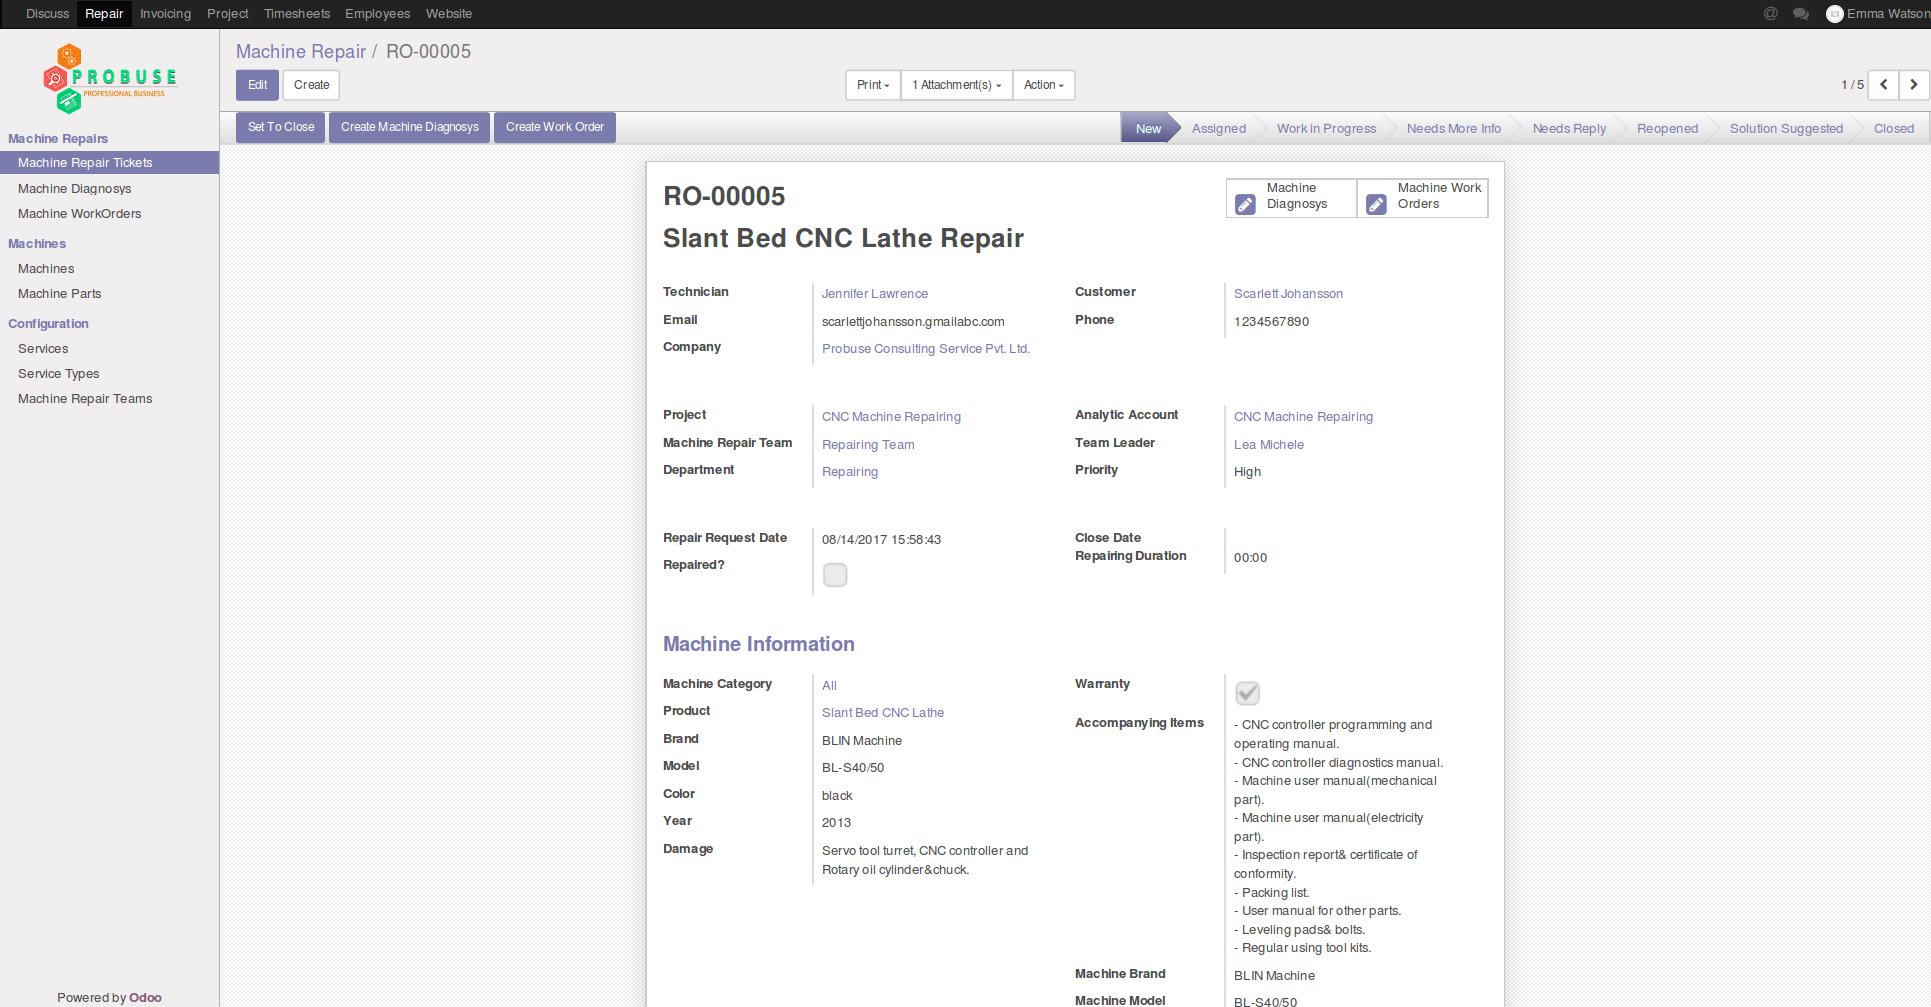 Discuss Repair Invoicing Project Timesheets Employees Website @ Emma Watson
PROBUSE
PROFESSIONAL BUSINESS
Machine Repairs
Machine Repair Tickets
Machine Diagnosys
Machine WorkOrders
Machines
Machines
Machine Parts
Configuration
Services
Service Types
Machine Repair Teams
Powered by Odoo
Machine Repair / RO-00005
Edit Create Print 1 Attachment(s) Action 1 / 5
Set To Close Create Machine Diagnosys Create Work Order New Assigned Work in Progress Needs More Info Needs Reply Reopened Solution Suggested Closed
RO-00005
Machine Diagnosys
Machine Work Orders
Slant Bed CNC Lathe Repair
Technician Jennifer Lawrence
Email scarlettjohansson.gmailabc.com
Company Probuse Consulting Service Pvt. Ltd.
Customer Scarlett Johansson
Phone 1234567890
Project CNC Machine Repairing
Machine Repair Team Repairing Team
Department Repairing
Analytic Account CNC Machine Repairing
Team Leader Lea Michele
Priority High
Repair Request Date 08/14/2017 15:58:43
Repaired?
Close Date
Repairing Duration 00:00
Machine Information
Machine Category All
Product Slant Bed CNC Lathe
Brand BLIN Machine
Model BL-S40/50
Color black
Year 2013
Damage Servo tool turret, CNC controller and
Rotary oil cylinder&chuck.
Warranty
Accompanying Items - CNC controller programming and
operating manual.
- CNC controller diagnostics manual.
- Machine user manual(mechanical
part).
- Machine user manual(electricity
part).
- Inspection report& certificate of
conformity.
- Packing list.
- User manual for other parts.
- Leveling pads& bolts.
- Regular using tool kits.
Machine Brand BLIN Machine
Machine Model BL-S40/50